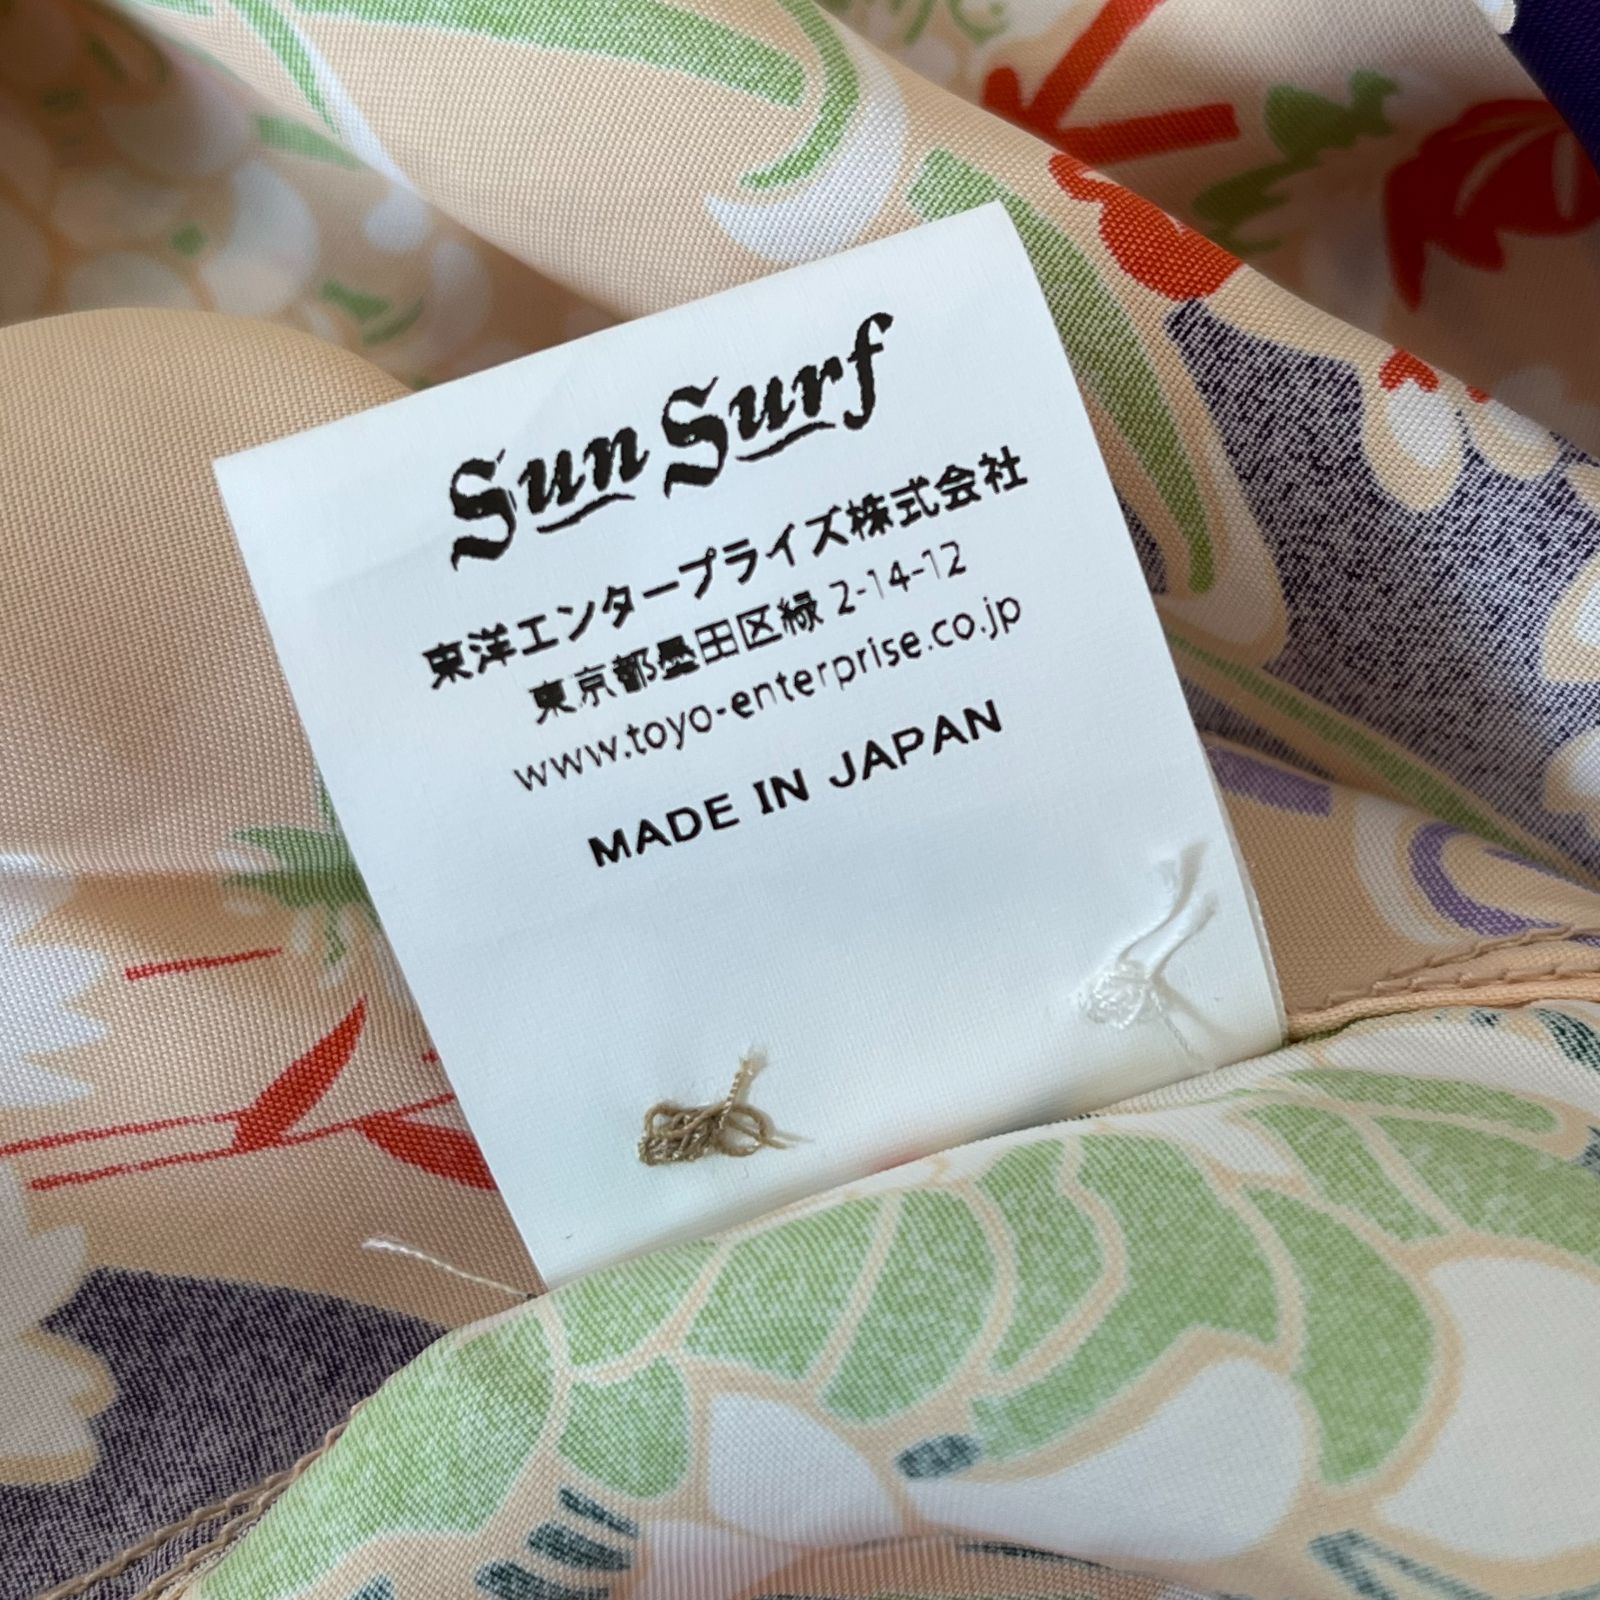 Sun Surf
東洋エンタープライズ株式会社
東京都墨田区緑 2-14-12
www.toyo-enterprise.co.jp
MADE IN JAPAN